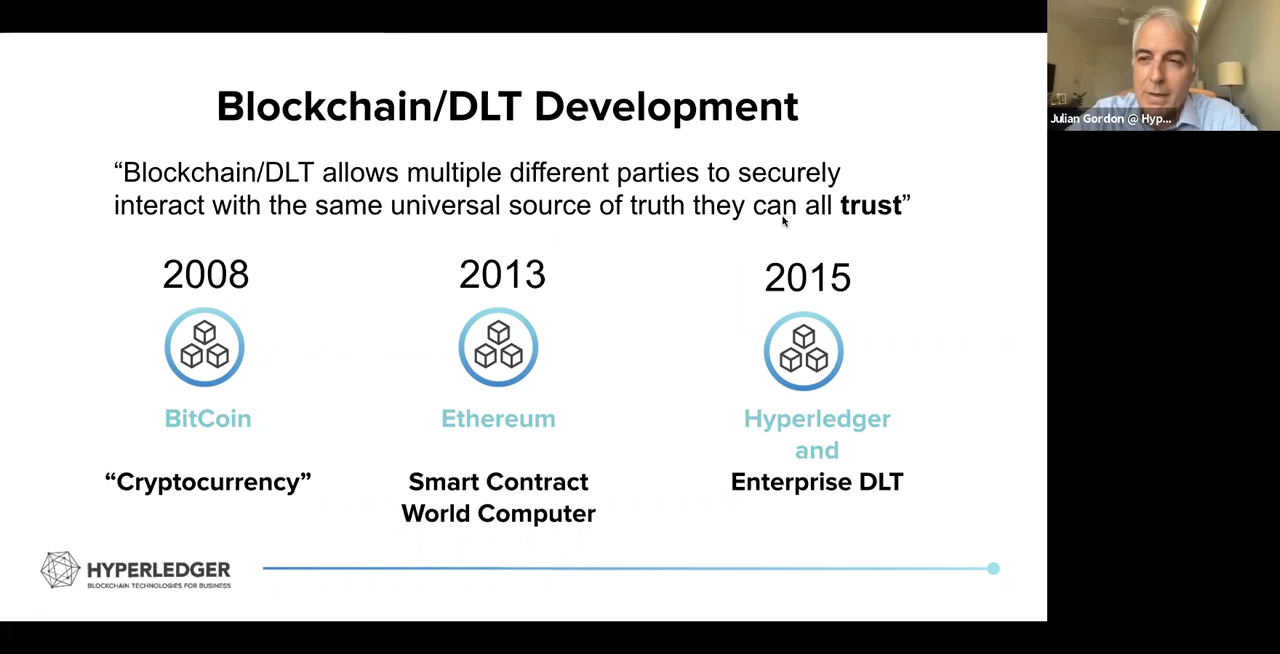 Blockchain/DLT Development
“Blockchain/DLT allows multiple different parties to securely
interact with the same universal source of truth they can all trust”
2008
2013
2015
BitCoin
Ethereum
Hyperledger
and
“Cryptocurrency”
Smart Contract
World Computer
Enterprise DLT
HYPERLEDGER
BLOCKCHAIN TECHNOLOGIES FOR BUSINESS
Julian Gordon @ Hyp...